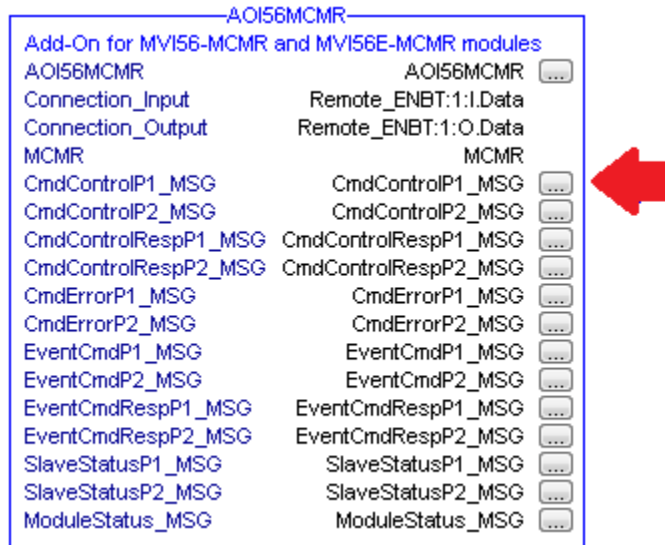 AOI56MCMR
Add-On for MVI56-MCMR and MVI56E-MCMR modules
AOI56MCMR AOI56MCMR ...
Connection_Input Remote_ENBT:1:I.Data
Connection_Output Remote_ENBT:1:O.Data
MCMR MCMR
CmdControlP1_MSG CmdControlP1_MSG ...
CmdControlP2_MSG CmdControlP2_MSG ...
CmdControlRespP1_MSG CmdControlRespP1_MSG ...
CmdControlRespP2_MSG CmdControlRespP2_MSG ...
CmdErrorP1_MSG CmdErrorP1_MSG ...
CmdErrorP2_MSG CmdErrorP2_MSG ...
EventCmdP1_MSG EventCmdP1_MSG ...
EventCmdP2_MSG EventCmdP2_MSG ...
EventCmdRespP1_MSG EventCmdRespP1_MSG ...
EventCmdRespP2_MSG EventCmdRespP2_MSG ...
SlaveStatusP1_MSG SlaveStatusP1_MSG ...
SlaveStatusP2_MSG SlaveStatusP2_MSG ...
ModuleStatus_MSG ModuleStatus_MSG ...